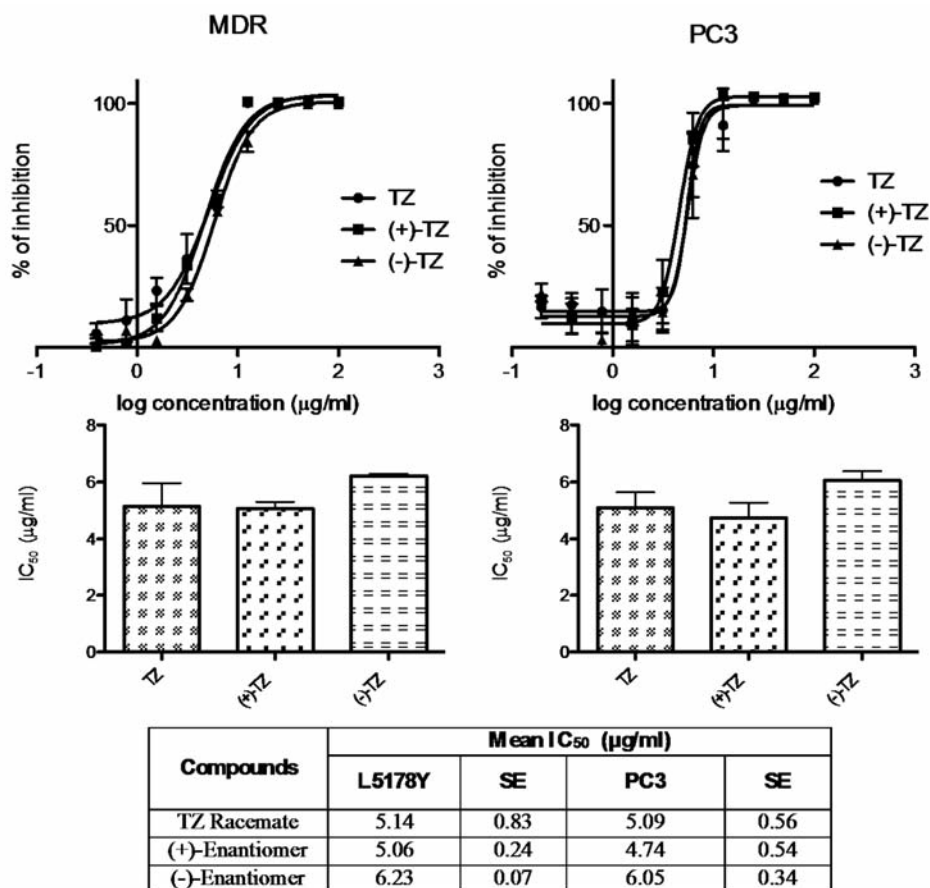 MDR
100
50
% of inhibition
TZ
(+)-TZ
(-)-TZ
-1 0 1 2 3
log concentration (µg/ml)
PC3
100
50
% of inhibition
TZ
(+)-TZ
(-)-TZ
-1 0 1 2 3
log concentration (µg/ml)
8
6
4
2
0
IC50 (µg/ml)
TZ (+)-TZ (-)-TZ
8
6
4
2
0
IC50 (µg/ml)
TZ (+)-TZ (-)-TZ
Compounds Mean IC50 (µg/ml)
L5178Y SE PC3 SE
TZ Racemate 5.14 0.83 5.09 0.56
(+)-Enantiomer 5.06 0.24 4.74 0.54
(-)-Enantiomer 6.23 0.07 6.05 0.34